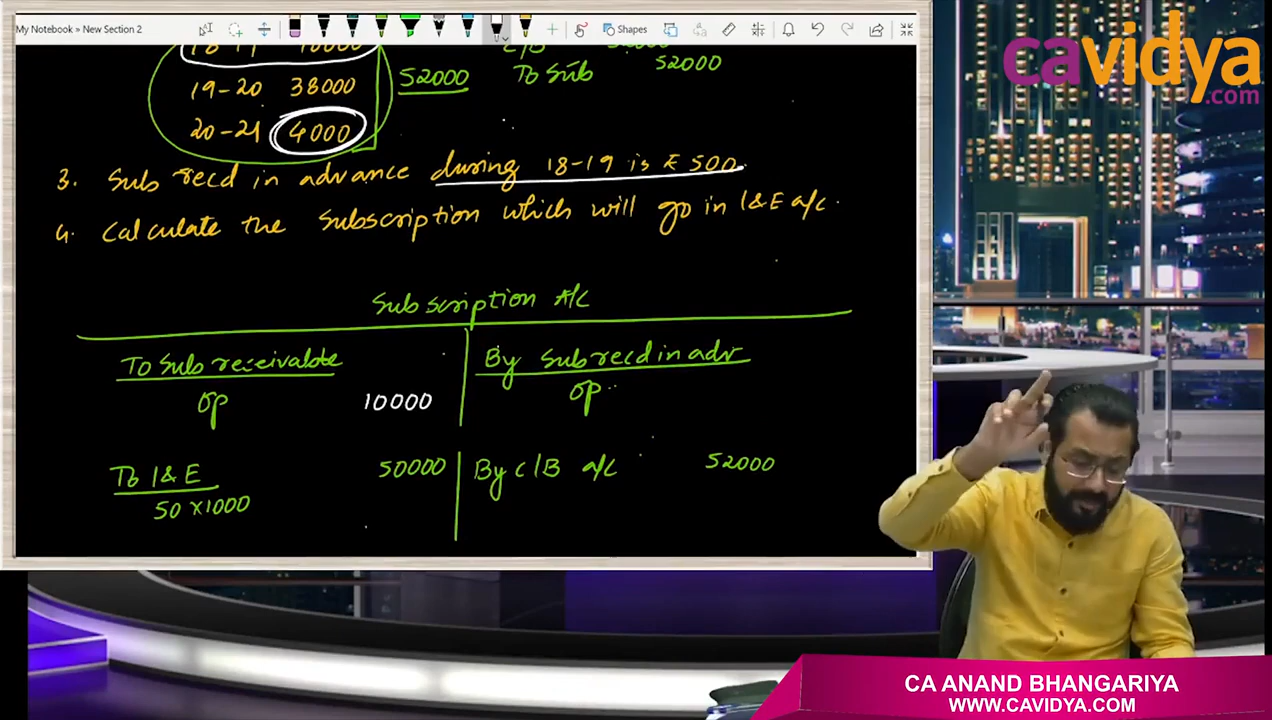 My Notebook » New Section 2
Shapes
cavidya
.com
18-19 10000
C/B
19-20 38000 52000 To Sub 52000
20-21 4000
3. Sub recd in advance during 18-19 is ₹ 500.
4. Calculate the subscription which will go in I&E a/c.
Subscription A/c
To Sub receivable By Sub recd in adv
op 10000 op
To I&E 50000 By C/B a/c 52000
50 x 1000
CA ANAND BHANGARIYA
WWW.CAVIDYA.COM